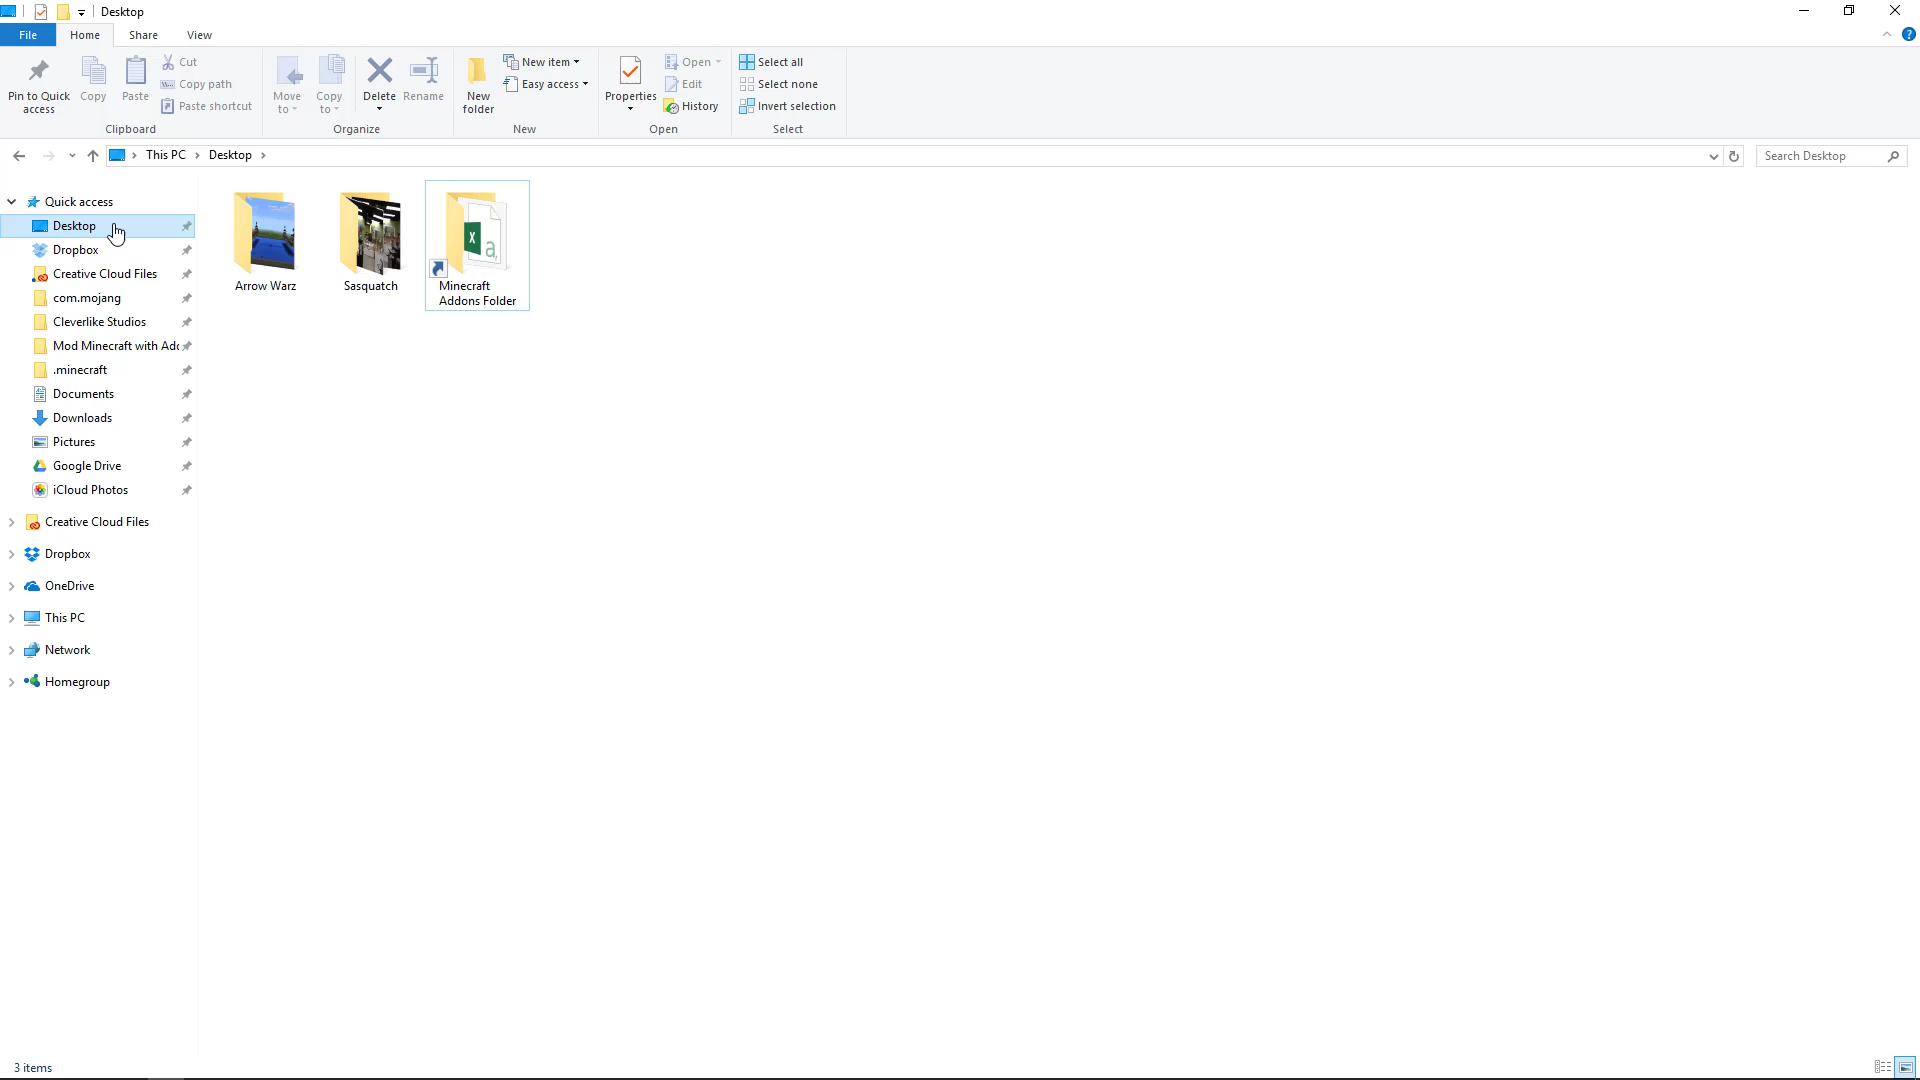 Desktop
File
Home
Share
View
Pin to Quick
access
Copy
Paste
Cut
Copy path
Paste shortcut
Clipboard
Move
to
Copy
to
Delete
Rename
Organize
New
folder
New item
Easy access
New
Properties
Open
Edit
History
Open
Select all
Select none
Invert selection
Select
This PC
Desktop
Search Desktop
Quick access
Desktop
Dropbox
Creative Cloud Files
com.mojang
Cleverlike Studios
Mod Minecraft with Ad
.minecraft
Documents
Downloads
Pictures
Google Drive
iCloud Photos
Creative Cloud Files
Dropbox
OneDrive
This PC
Network
Homegroup
Arrow Warz
Sasquatch
X
a,
Minecraft
Addons Folder
3 items